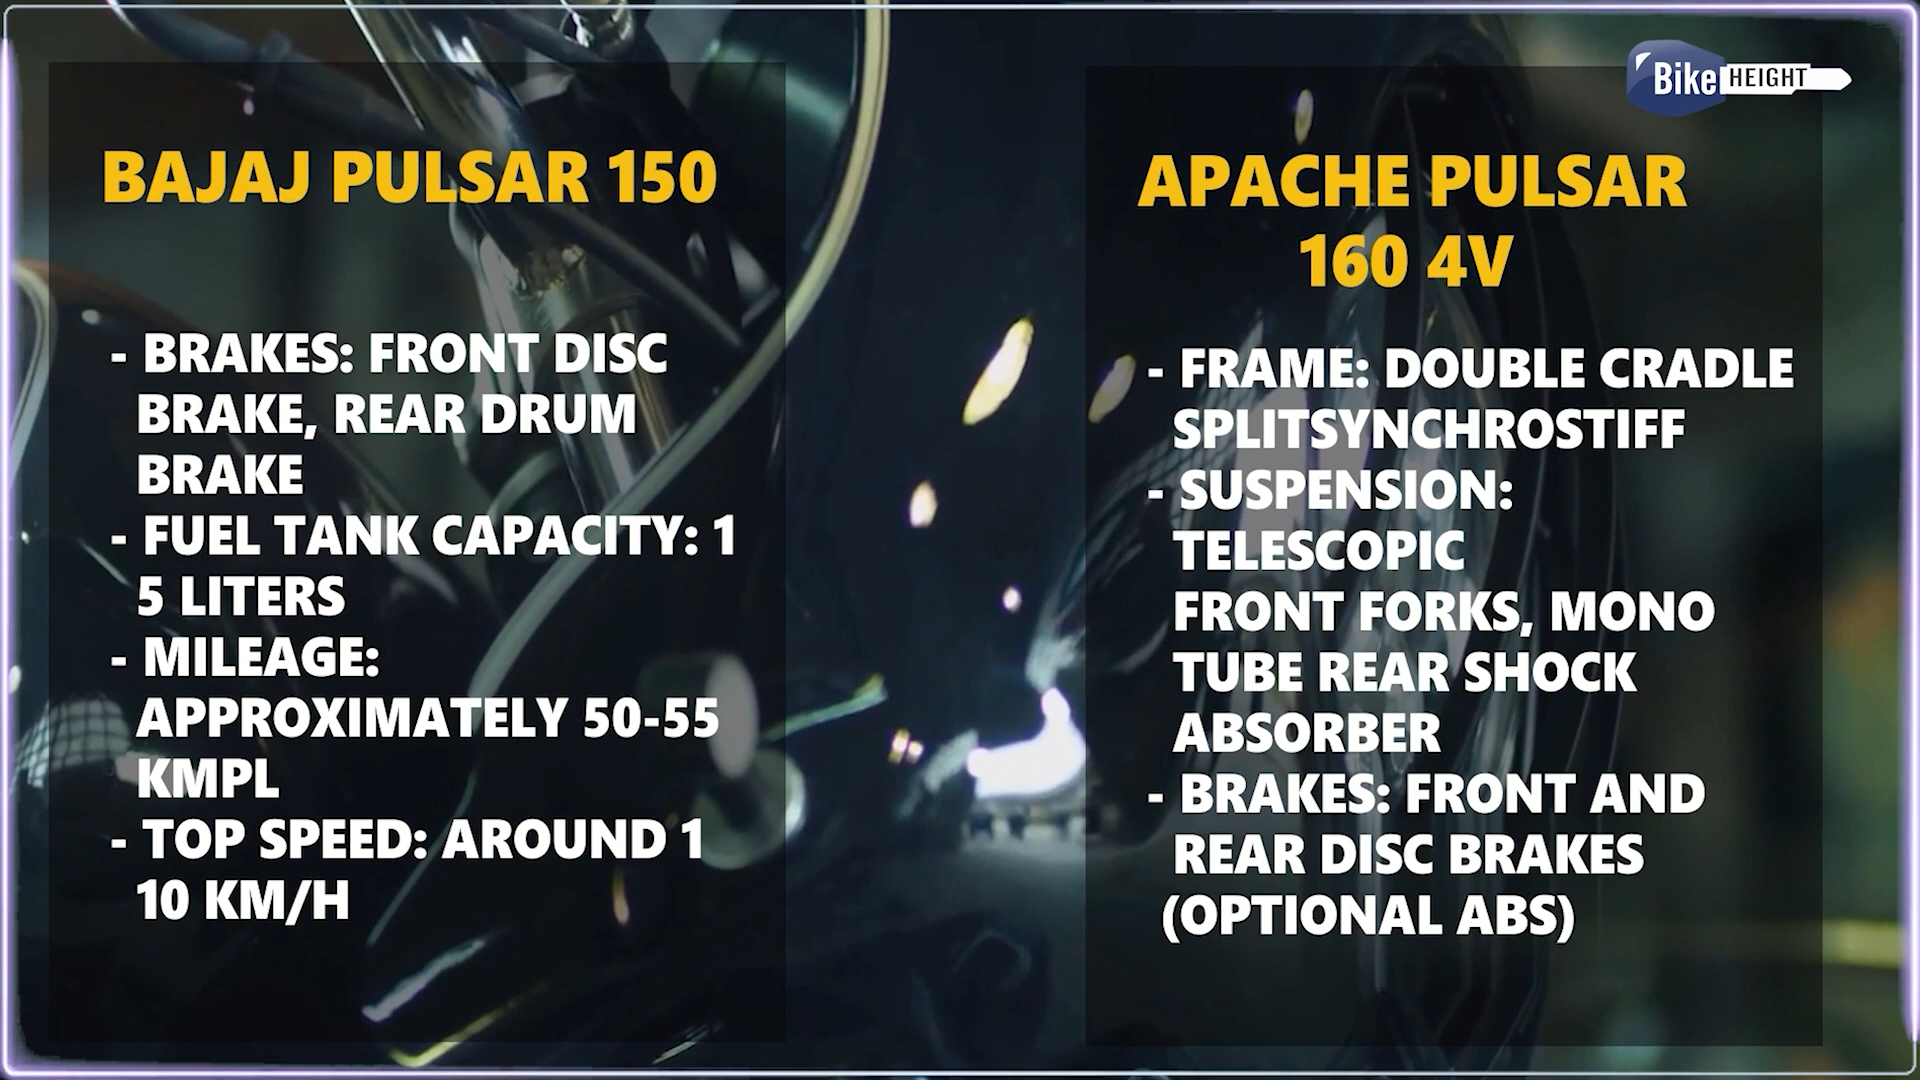 Bike HEIGHT
BAJAJ PULSAR 150
- BRAKES: FRONT DISC
BRAKE, REAR DRUM
BRAKE
- FUEL TANK CAPACITY: 1
5 LITERS
- MILEAGE:
APPROXIMATELY 50-55
KMPL
- TOP SPEED: AROUND 1
10 KM/H
APACHE PULSAR
160 4V
- FRAME: DOUBLE CRADLE
SPLITSYNCHROSTIFF
- SUSPENSION:
TELESCOPIC
FRONT FORKS, MONO
TUBE REAR SHOCK
ABSORBER
- BRAKES: FRONT AND
REAR DISC BRAKES
(OPTIONAL ABS)